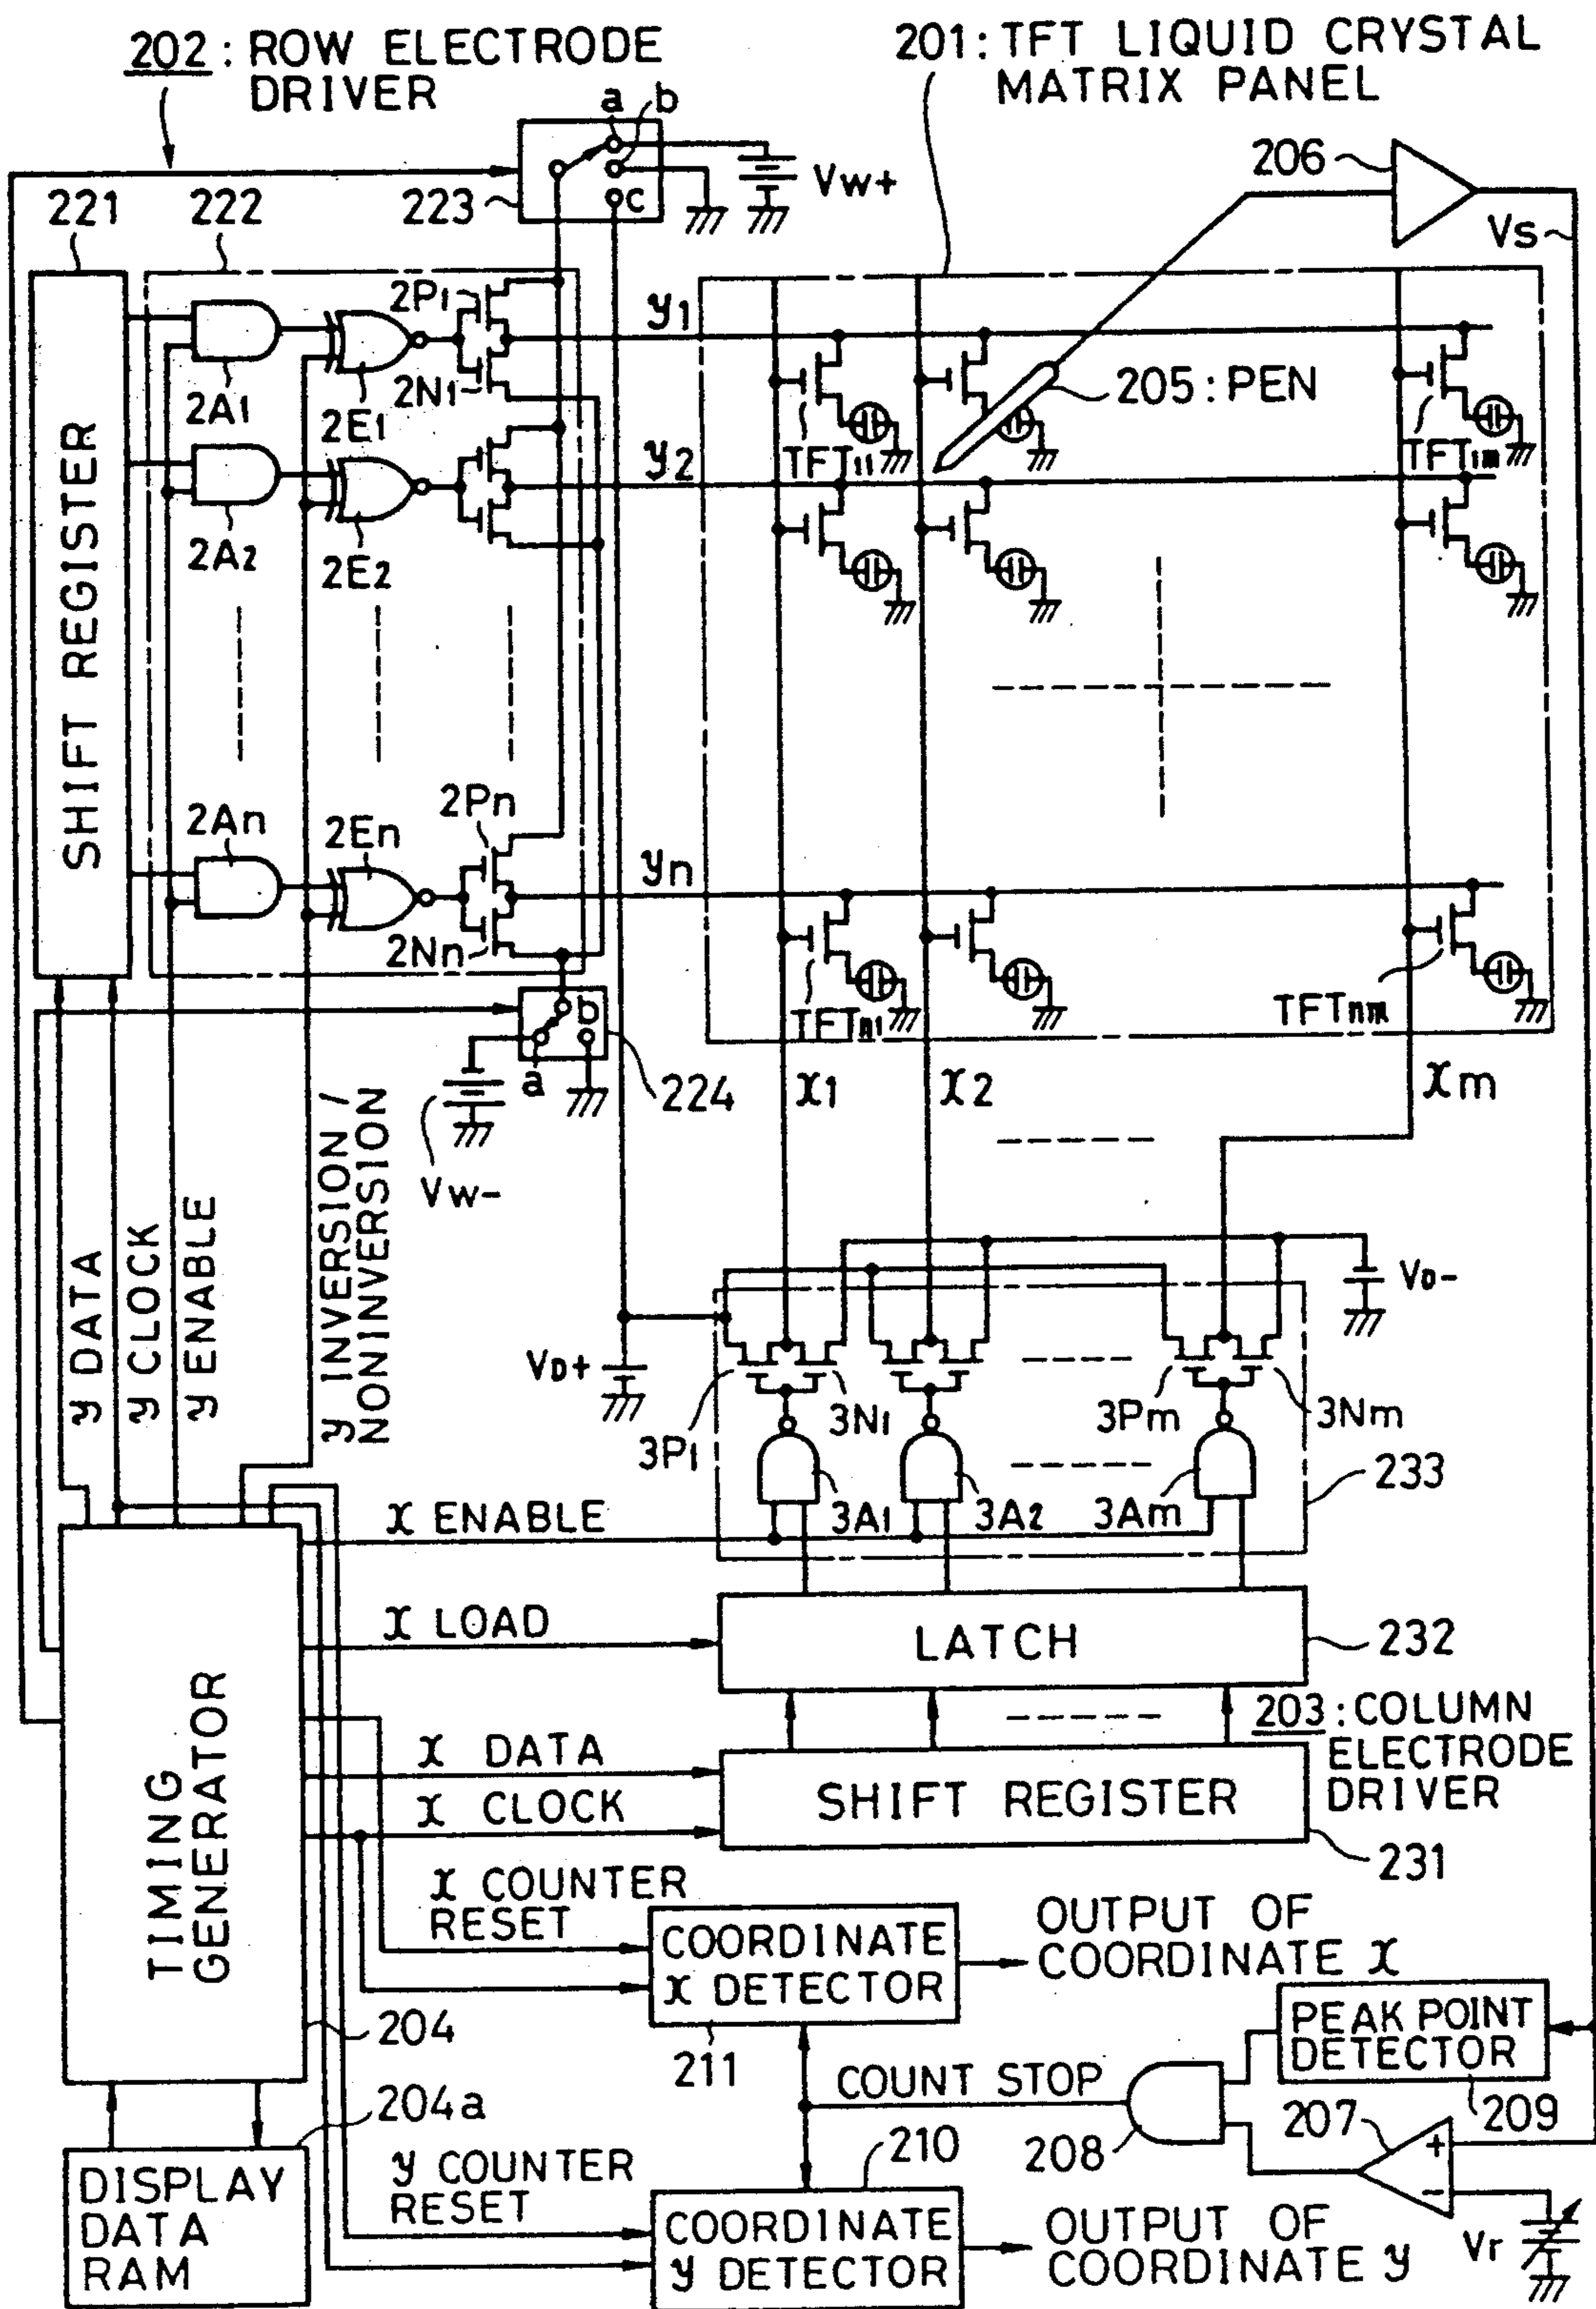 202 : ROW ELECTRODE
DRIVER
201 : TFT LIQUID CRYSTAL
MATRIX PANEL
a
b
c
206
Vw+
221
222
223
Vs
2P1
2N1
y1
2A1
2E1
205 : PEN
TFT11
TFT1m
y2
2A2
2E2
SHIFT REGISTER
2An
2En
2Pn
2Nn
yn
TFTn1
TFTnm
b
a
224
x1
x2
xm
Vw-
y DATA
y CLOCK
y ENABLE
y INVERSION /
NONINVERSION
VD-
VD+
3P1
3N1
3Pm
3Nm
233
x ENABLE
3A1
3A2
3Am
x LOAD
LATCH
232
203 : COLUMN
ELECTRODE
DRIVER
TIMING
GENERATOR
x DATA
x CLOCK
SHIFT REGISTER
231
x COUNTER
RESET
COORDINATE
x DETECTOR
OUTPUT OF
COORDINATE x
204
211
PEAK POINT
DETECTOR
COUNT STOP
204a
208
207
209
210
DISPLAY
DATA
RAM
y COUNTER
RESET
+
-
COORDINATE
y DETECTOR
OUTPUT OF
COORDINATE y
Vr